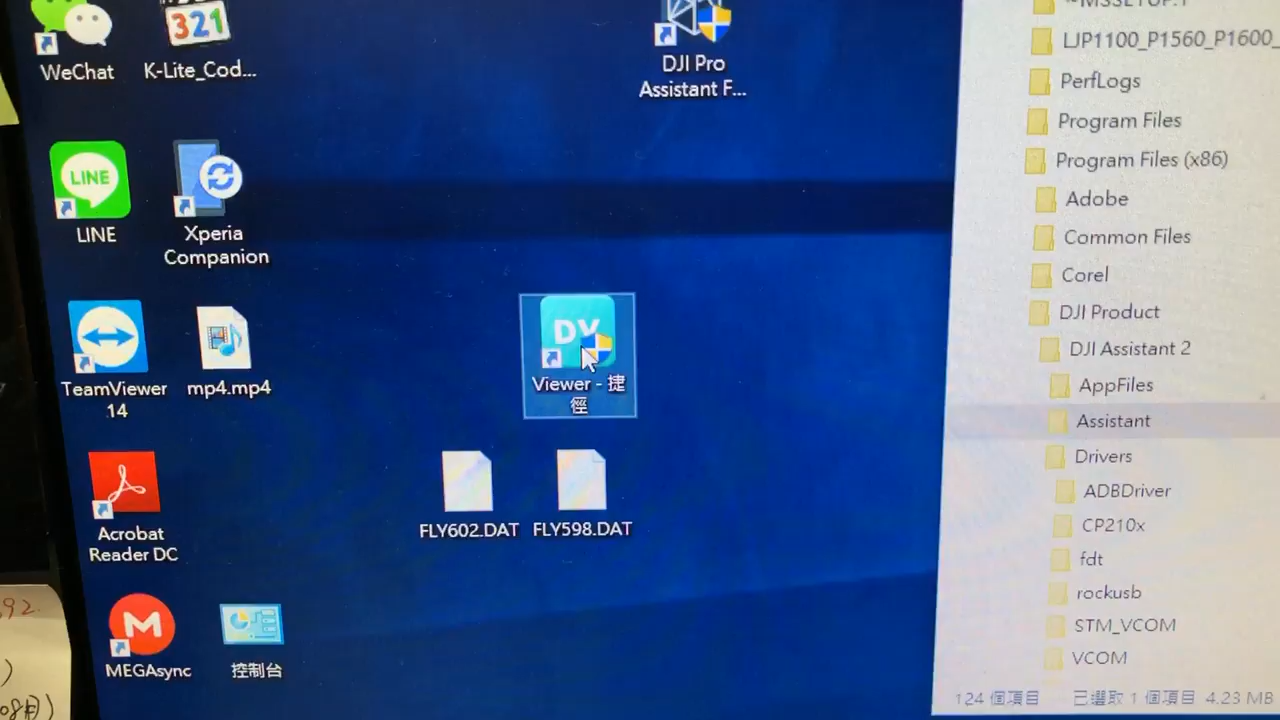 WeChat
K-Lite_Cod...
321
DJI Pro
Assistant F...
LINE
LINE
Xperia
Companion
TeamViewer
14
mp4.mp4
DV
Viewer - 捷
徑
Acrobat
Reader DC
FLY602.DAT
FLY598.DAT
MEGAsync
M
控制台
LJP1100_P1560_P1600_
PerfLogs
Program Files
Program Files (x86)
Adobe
Common Files
Corel
DJI Product
DJI Assistant 2
AppFiles
Assistant
Drivers
ADBDriver
CP210x
fdt
rockusb
STM_VCOM
VCOM
124 個項目
已選取 1 個項目 4.23 MB